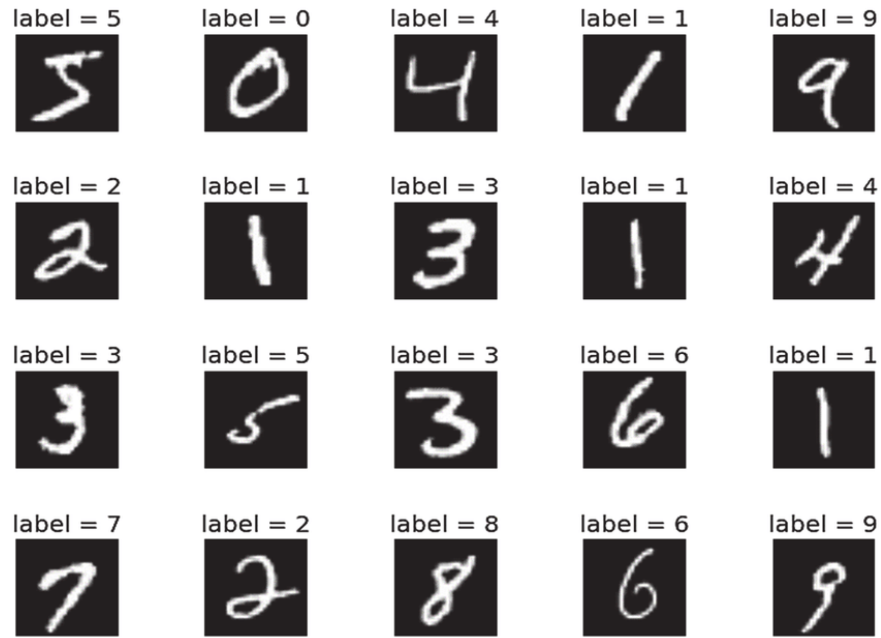 label = 5 label = 0 label = 4 label = 1 label = 9
5 0 4 1 9
label = 2 label = 1 label = 3 label = 1 label = 4
2 1 3 1 4
label = 3 label = 5 label = 3 label = 6 label = 1
3 5 3 6 1
label = 7 label = 2 label = 8 label = 6 label = 9
7 2 8 6 9